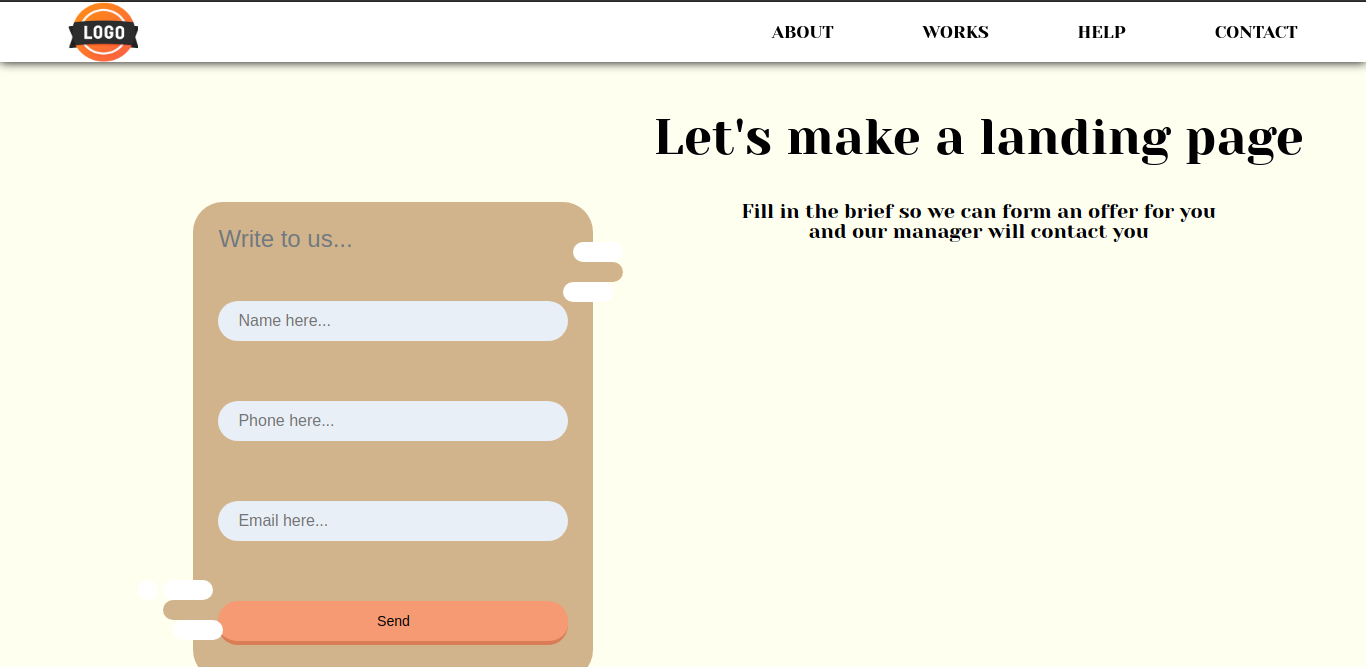 LOGO
ABOUT
WORKS
HELP
CONTACT
Let's make a landing page
Fill in the brief so we can form an offer for you
and our manager will contact you
Write to us...
Name here...
Phone here...
Email here...
Send